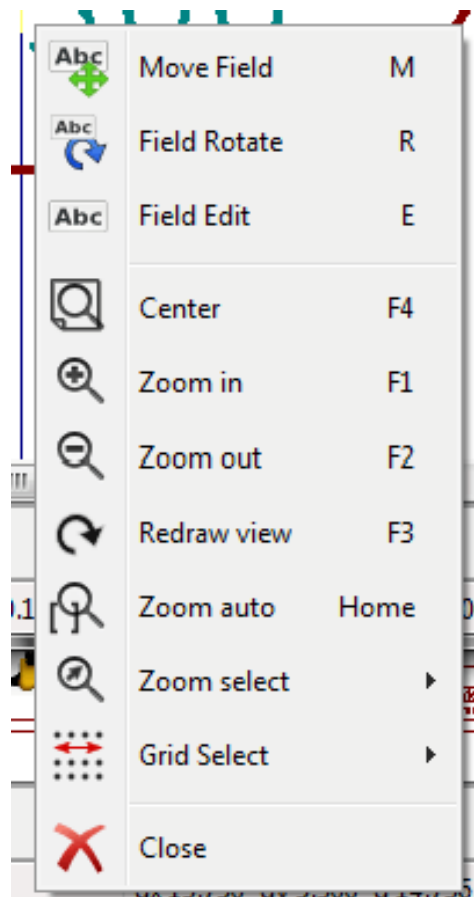 Abc Move Field M
Abc Field Rotate R
Abc Field Edit E
Center F4
Zoom in F1
Zoom out F2
Redraw view F3
Zoom auto Home
Zoom select
Grid Select
Close